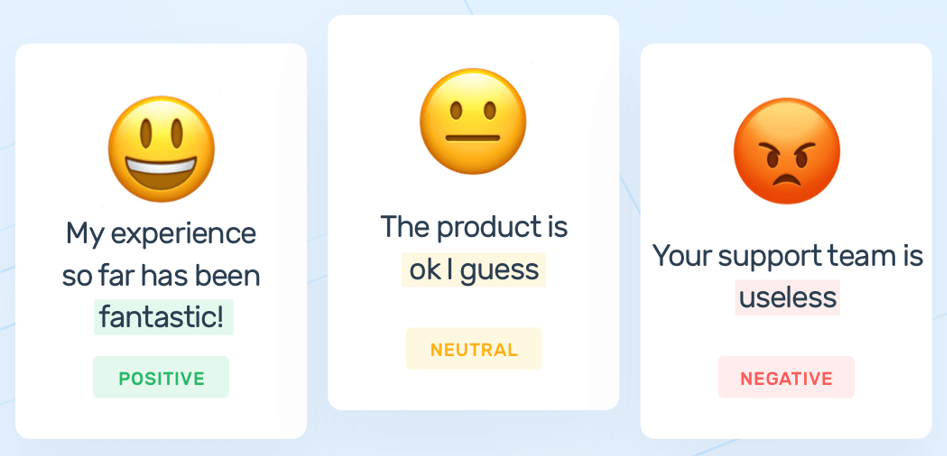 My experience
so far has been
fantastic!
POSITIVE
The product is
ok I guess
NEUTRAL
Your support team is
useless
NEGATIVE